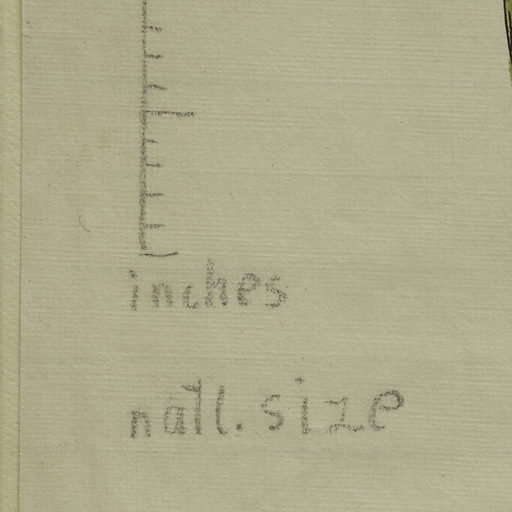 inches
natl. size